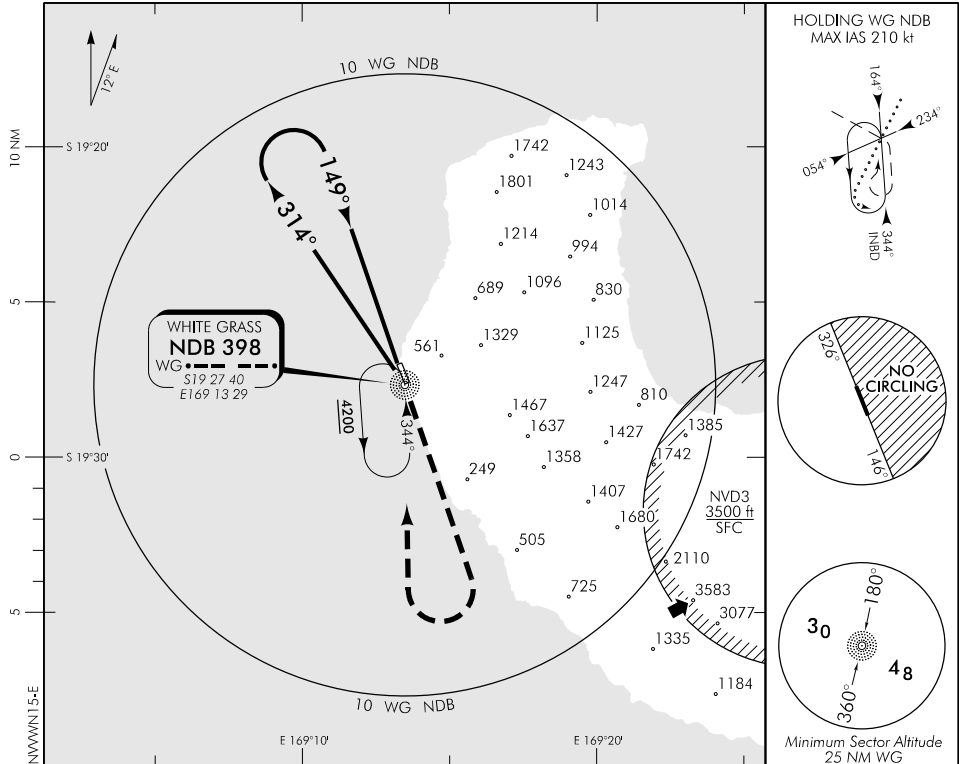 12° E
10 WG NDB
10 NM
S 19°20'
149°
314°
1742
1243
1801
1014
1214
994
689
1096
830
5
561
1329
1125
WHITE GRASS
NDB 398
WG
S19 27 40
E169 13 29
4200
344°
1247
810
1467
1637
1427
1385
0
S 19°30'
249
1358
1742
1407
1680
NVD3
3500 ft
SFC
505
2110
725
3583
3077
5
1335
1184
10 WG NDB
E 169°10'
E 169°20'
NVVWN15-E
HOLDING WG NDB
MAX IAS 210 kt
164°
234°
054°
344°
INBD
326°
NO
CIRCLING
146°
180°
30
48
360°
Minimum Sector Altitude
25 NM WG